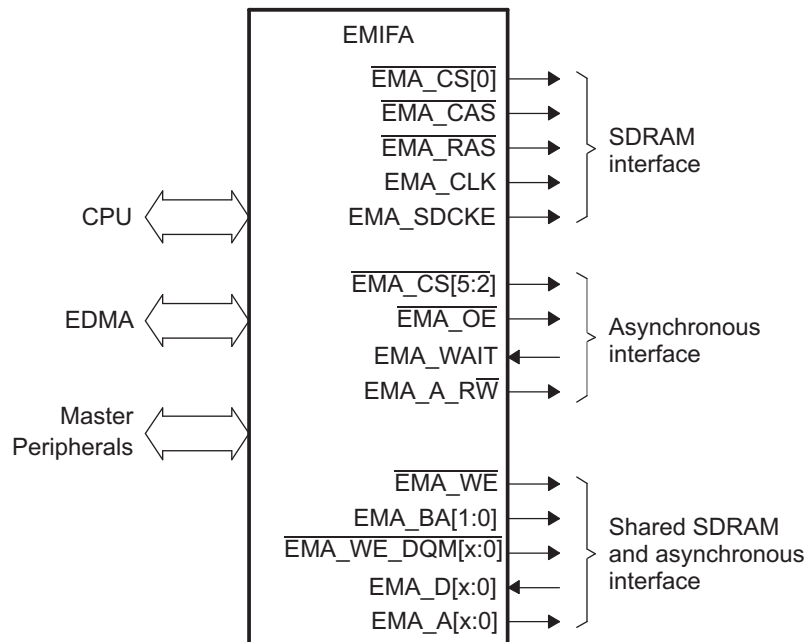 EMIFA
EMA_CS[0]
EMA_CAS
EMA_RAS
EMA_CLK
EMA_SDCKE
SDRAM
interface
CPU
EMA_CS[5:2]
EMA_OE
EMA_WAIT
EMA_A_RW
Asynchronous
interface
EDMA
Master
Peripherals
EMA_WE
EMA_BA[1:0]
EMA_WE_DQM[x:0]
EMA_D[x:0]
EMA_A[x:0]
Shared SDRAM
and asynchronous
interface